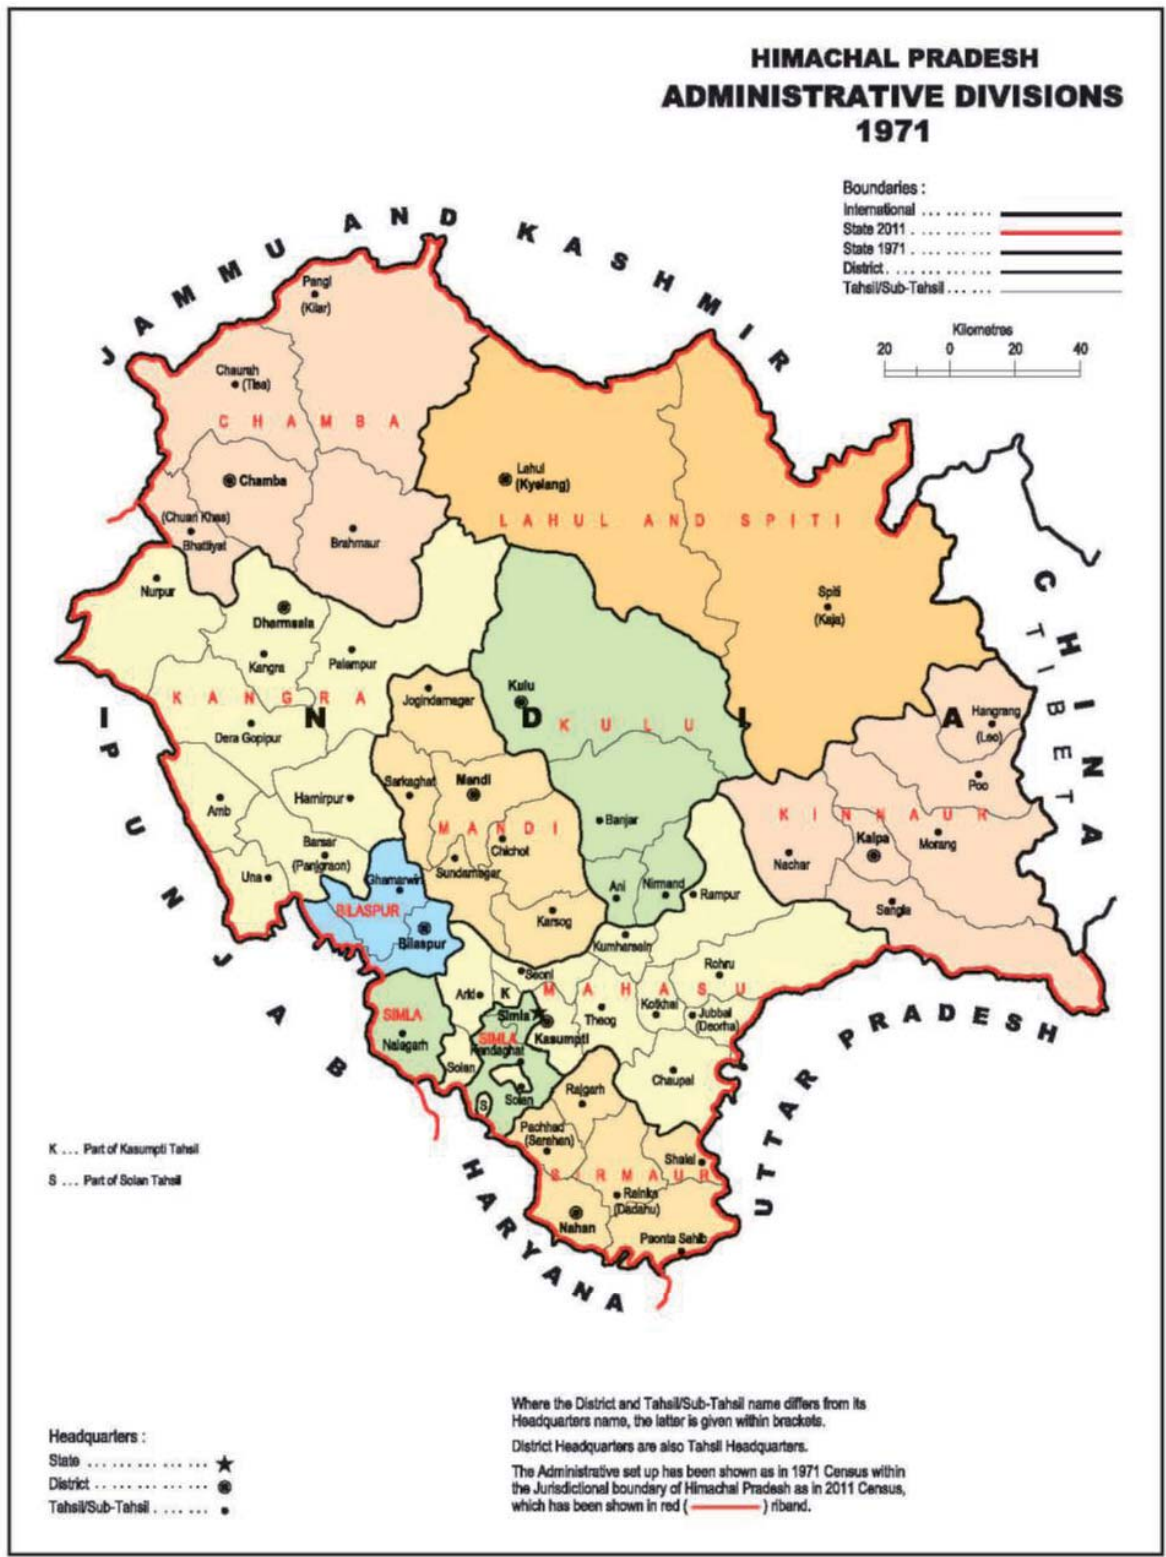 HIMACHAL PRADESH
ADMINISTRATIVE DIVISIONS
1971
Boundaries :
International ... ... ...
State 2011 . ... ... ...
State 1971 . ... ... ...
District. ... ... ... ...
Tahsil/Sub-Tahsil ... ...
Kilometres
20 0 20 40
JAMMU AND KASHMIR
Pangi
(Kilar)
Chaurah
(Tisa)
CHAMBA
Chamba
(Chuari Khas)
Bhattiyat
Brahmaur
Lahul
(Kyelang)
LAHUL AND SPITI
Spiti
(Kaja)
CHINA
(TIBET)
Nurpur
Dharmsala
Kangra
Palampur
KANGRA
Dera Gopipur
INDIA
Jogindarnagar
Kulu
KULU
Hangrang
(Leo)
Poo
Amb
Hamirpur
Sarkaghat
Mandi
MANDI
Chichot
Sundarnagar
Banjar
KINNAUR
Kalpa
Morang
Nachar
Sangla
Barsar
(Panjgraon)
Una
Ghamarwin
BILASPUR
Bilaspur
Karsog
Ani
Nirmand
Rampur
Kumharsain
PUNJAB
Seoni
Arki
K
MAHASU
Rohru
SIMLA
Nalagarh
Simla
SIMLA
Kandaghat
Kasumpti
Theog
Kotkhai
Jubbal
(Deorha)
Solan
Solan
S
Chaupal
UTTAR PRADESH
Rajgarh
Pachhad
(Sarahan)
Shalai
SIRMAUR
Rainka
(Dadahu)
Nahan
Paonta Sahib
HARYANA
K ... Part of Kasumpti Tahsil
S ... Part of Solan Tahsil
Headquarters :
State ... ... ... ... ...
District .. ... ... ... ...
Tahsil/Sub-Tahsil . ... ...
Where the District and Tahsil/Sub-Tahsil name differs from its
Headquarters name, the latter is given within brackets.
District Headquarters are also Tahsil Headquarters.
The Administrative set up has been shown as in 1971 Census within
the Jurisdictional boundary of Himachal Pradesh as in 2011 Census,
which has been shown in red ( ) riband.